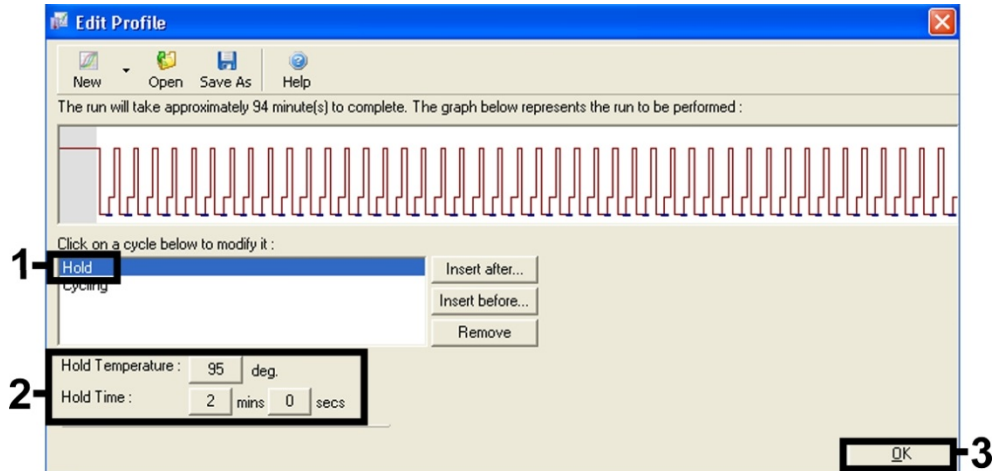 Edit Profile
New Open Save As Help
The run will take approximately 94 minute(s) to complete. The graph below represents the run to be performed :
Click on a cycle below to modify it :
1
Hold
Insert after...
Cycling
Insert before...
Remove
2
Hold Temperature : 95 deg.
Hold Time : 2 mins 0 secs
OK
3